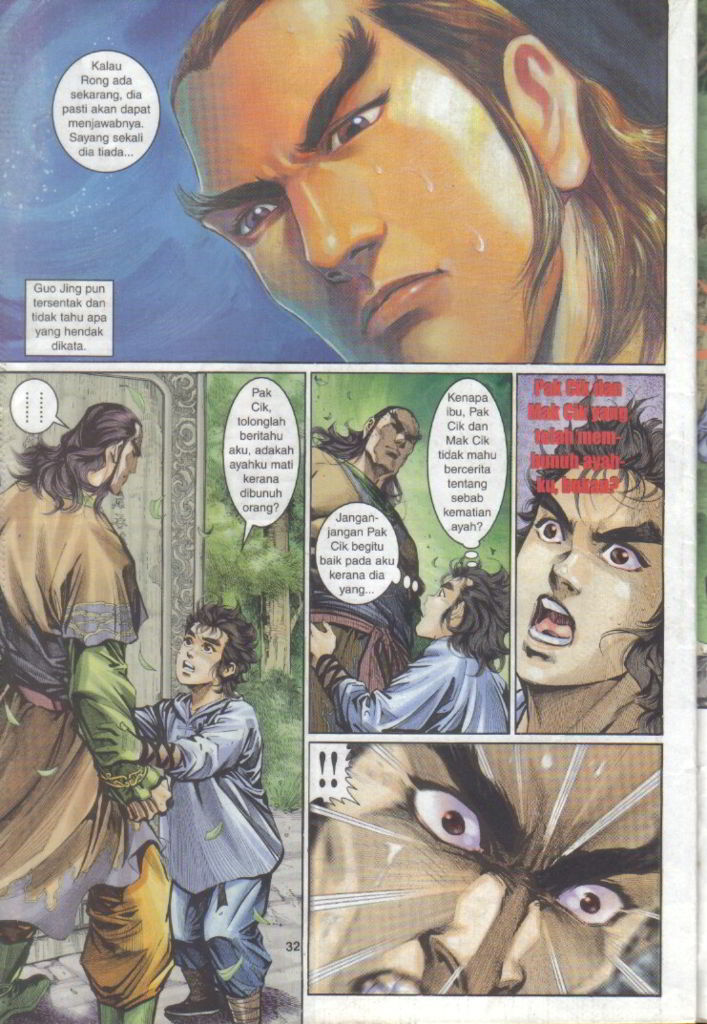 Kalau
Rong ada
sekarang, dia
pasti akan dapat
menjawabnya.
Sayang sekali
dia tiada...
Guo Jing pun
tersentak dan
tidak tahu apa
yang hendak
dikata.
Pak
Cik,
tolonglah
beritahu
aku, adakah
ayahku mati
kerana
dibunuh
orang?
Kenapa
ibu, Pak
Cik dan
Mak Cik
tidak mahu
bercerita
tentang
sebab
kematian
ayah?
Jangan-
jangan Pak
Cik begitu
baik pada aku
kerana dia
yang...
Pak Cik dan
Mak Cik yang
telah mem-
bunuh ayah-
ku, bukan?
!!
32